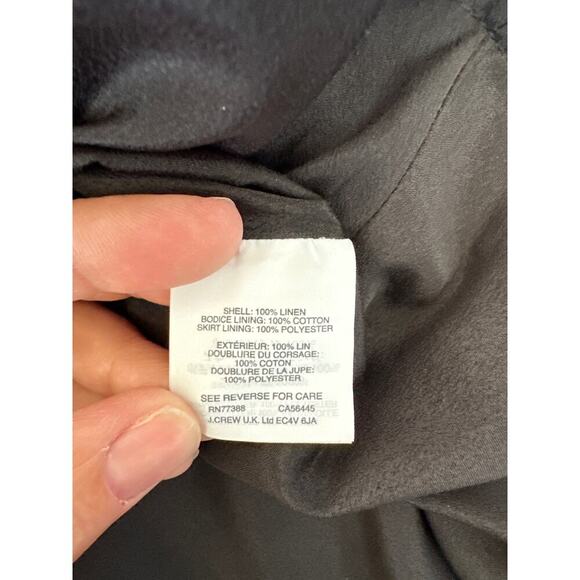 SHELL: 100% LINEN
BODICE LINING: 100% COTTON
SKIRT LINING: 100% POLYESTER
EXTÉRIEUR: 100% LIN
DOUBLURE DU CORSAGE:
100% COTON
DOUBLURE DE LA JUPE:
100% POLYESTER
SEE REVERSE FOR CARE
RN77388 CA56445
J.CREW U.K. Ltd EC4V 6JA